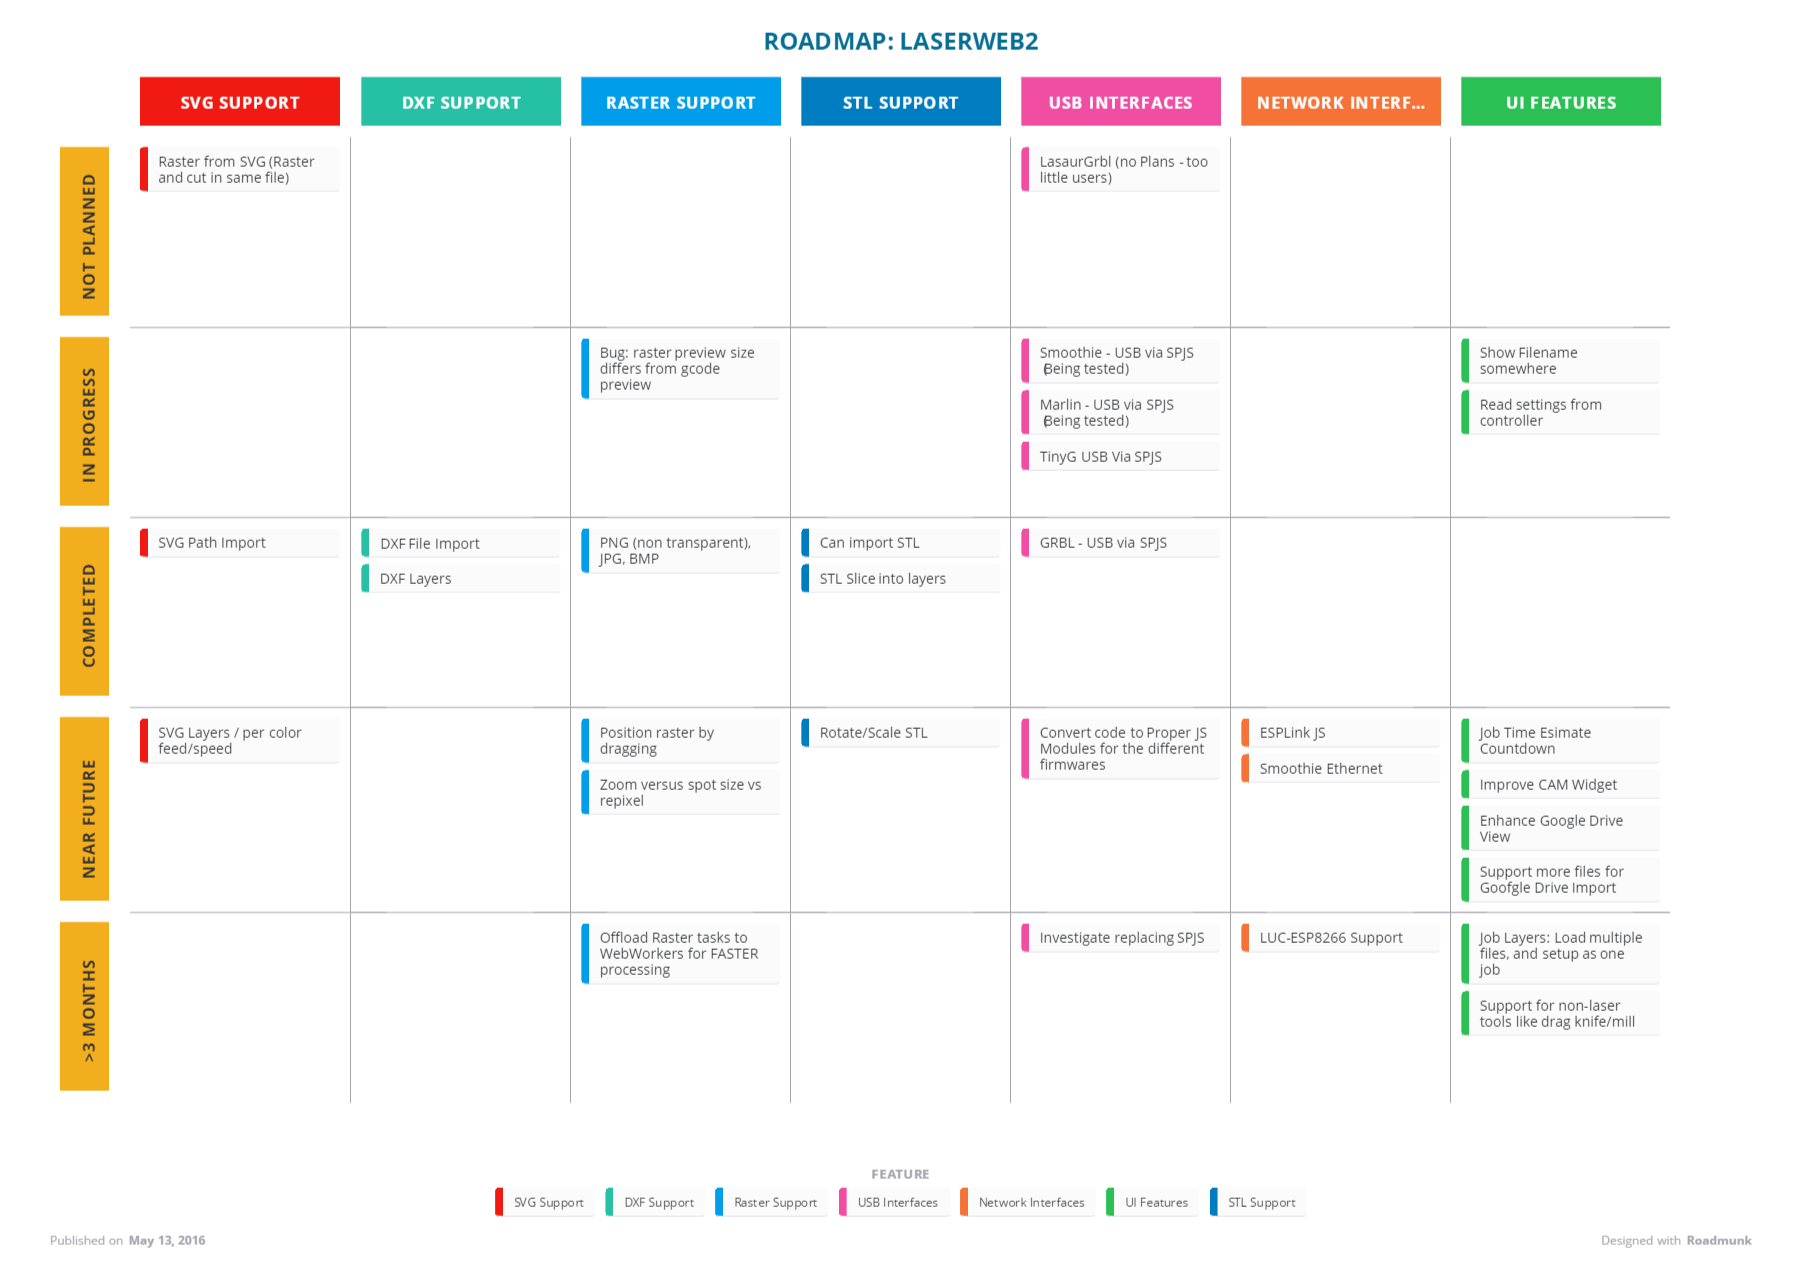 ROADMAP: LASERWEB2
SVG SUPPORT
DXF SUPPORT
RASTER SUPPORT
STL SUPPORT
USB INTERFACES
NETWORK INTERF...
UI FEATURES
NOT PLANNED
Raster from SVG (Raster
and cut in same file)
LasaurGrbl (no Plans - too
little users)
IN PROGRESS
Bug: raster preview size
differs from gcode
preview
Smoothie - USB via SPJS
(Being tested)
Marlin - USB via SPJS
(Being tested)
TinyG USB Via SPJS
Show Filename
somewhere
Read settings from
controller
COMPLETED
SVG Path Import
DXF File Import
DXF Layers
PNG (non transparent),
JPG, BMP
Can import STL
STL Slice into layers
GRBL - USB via SPJS
NEAR FUTURE
SVG Layers / per color
feed/speed
Position raster by
dragging
Zoom versus spot size vs
repixel
Rotate/Scale STL
Convert code to Proper JS
Modules for the different
firmwares
ESPLink JS
Smoothie Ethernet
Job Time Esimate
Countdown
Improve CAM Widget
Enhance Google Drive
View
Support more files for
Goofgle Drive Import
>3 MONTHS
Offload Raster tasks to
WebWorkers for FASTER
processing
Investigate replacing SPJS
LUC-ESP8266 Support
Job Layers: Load multiple
files, and setup as one
job
Support for non-laser
tools like drag knife/mill
FEATURE
SVG Support
DXF Support
Raster Support
USB Interfaces
Network Interfaces
UI Features
STL Support
Published on May 13, 2016
Designed with Roadmunk